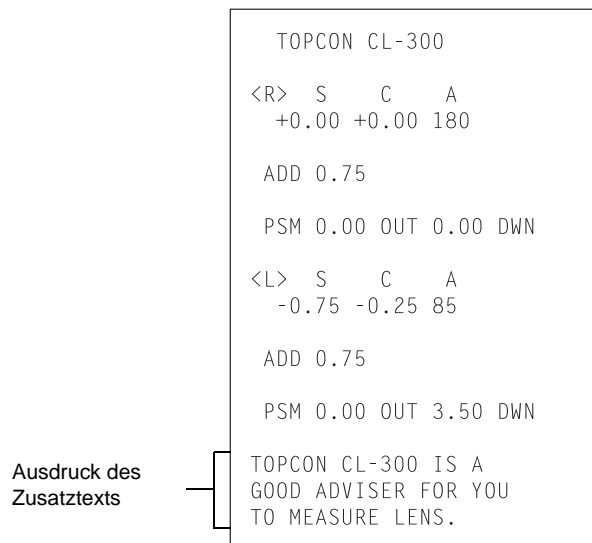 TOPCON CL-300
<R> S C A
+0.00 +0.00 180
ADD 0.75
PSM 0.00 OUT 0.00 DWN
<L> S C A
-0.75 -0.25 85
ADD 0.75
PSM 0.00 OUT 3.50 DWN
Ausdruck des
Zusatztexts
TOPCON CL-300 IS A
GOOD ADVISER FOR YOU
TO MEASURE LENS.